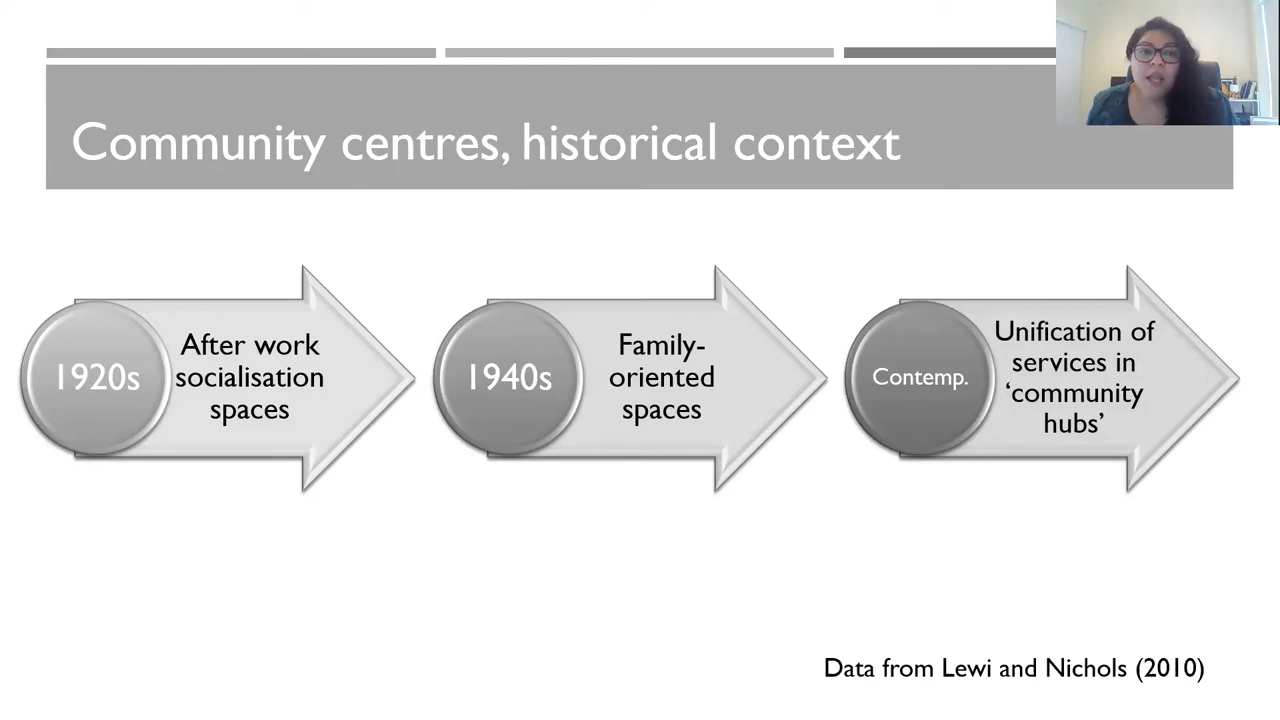 Community centres, historical context
1920s
After work
socialisation
spaces
1940s
Family-
oriented
spaces
Contemp.
Unification of
services in
‘community
hubs’
Data from Lewi and Nichols (2010)